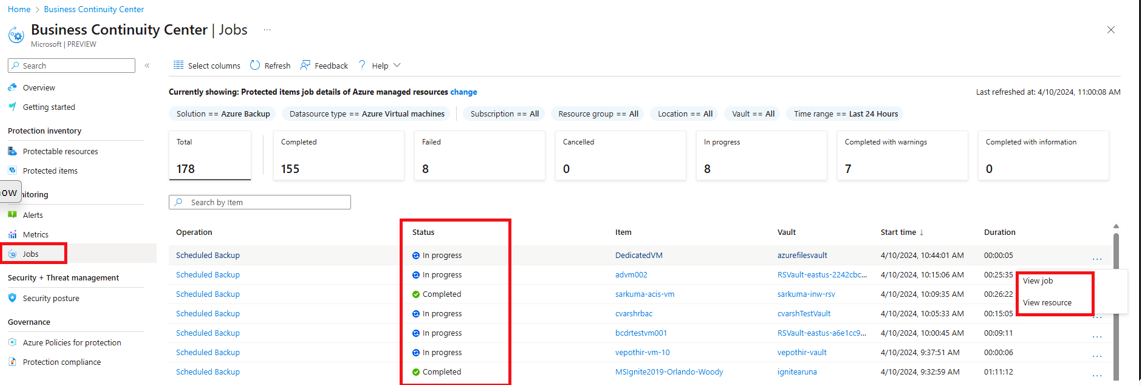 Home > Business Continuity Center
Business Continuity Center | Jobs ...
Microsoft | PREVIEW
Search «
Overview
Getting started
Protection inventory
Protectable resources
Protected items
ow
nitoring
Alerts
Metrics
Jobs
Security + Threat management
Security posture
Governance
Azure Policies for protection
Protection compliance
Select columns Refresh Feedback ? Help
Currently showing: Protected items job details of Azure managed resources change Last refreshed at: 4/10/2024, 11:00:08 AM
Solution == Azure Backup Datasource type == Azure Virtual machines Subscription == All Resource group == All Location == All Vault == All Time range == Last 24 Hours
Total Completed Failed Cancelled In progress Completed with warnings Completed with information
178 155 8 0 8 7 0
Search by Item
Operation Status Item Vault Start time ↓ Duration
Scheduled Backup In progress DedicatedVM azurefilesvault 4/10/2024, 10:44:01 AM 00:00:05 ...
Scheduled Backup In progress advm002 RSVault-eastus-2242cbc... 4/10/2024, 10:15:06 AM 00:25:35
View job
Scheduled Backup Completed sarkuma-acis-vm sarkuma-inw-rsv 4/10/2024, 10:09:35 AM 00:26:22
View resource
Scheduled Backup In progress cvarshrbac cvarshTestVault 4/10/2024, 10:05:33 AM 00:15:05 ...
Scheduled Backup In progress bcdrtestvm001 RSVault-eastus-a6e1cc9... 4/10/2024, 10:00:45 AM 00:09:11 ...
Scheduled Backup In progress vepothir-vm-10 vepothir-vault 4/10/2024, 9:37:51 AM 00:00:06 ...
Scheduled Backup Completed MSIgnite2019-Orlando-Woody ignitearuna 4/10/2024, 9:32:59 AM 01:11:12 ...